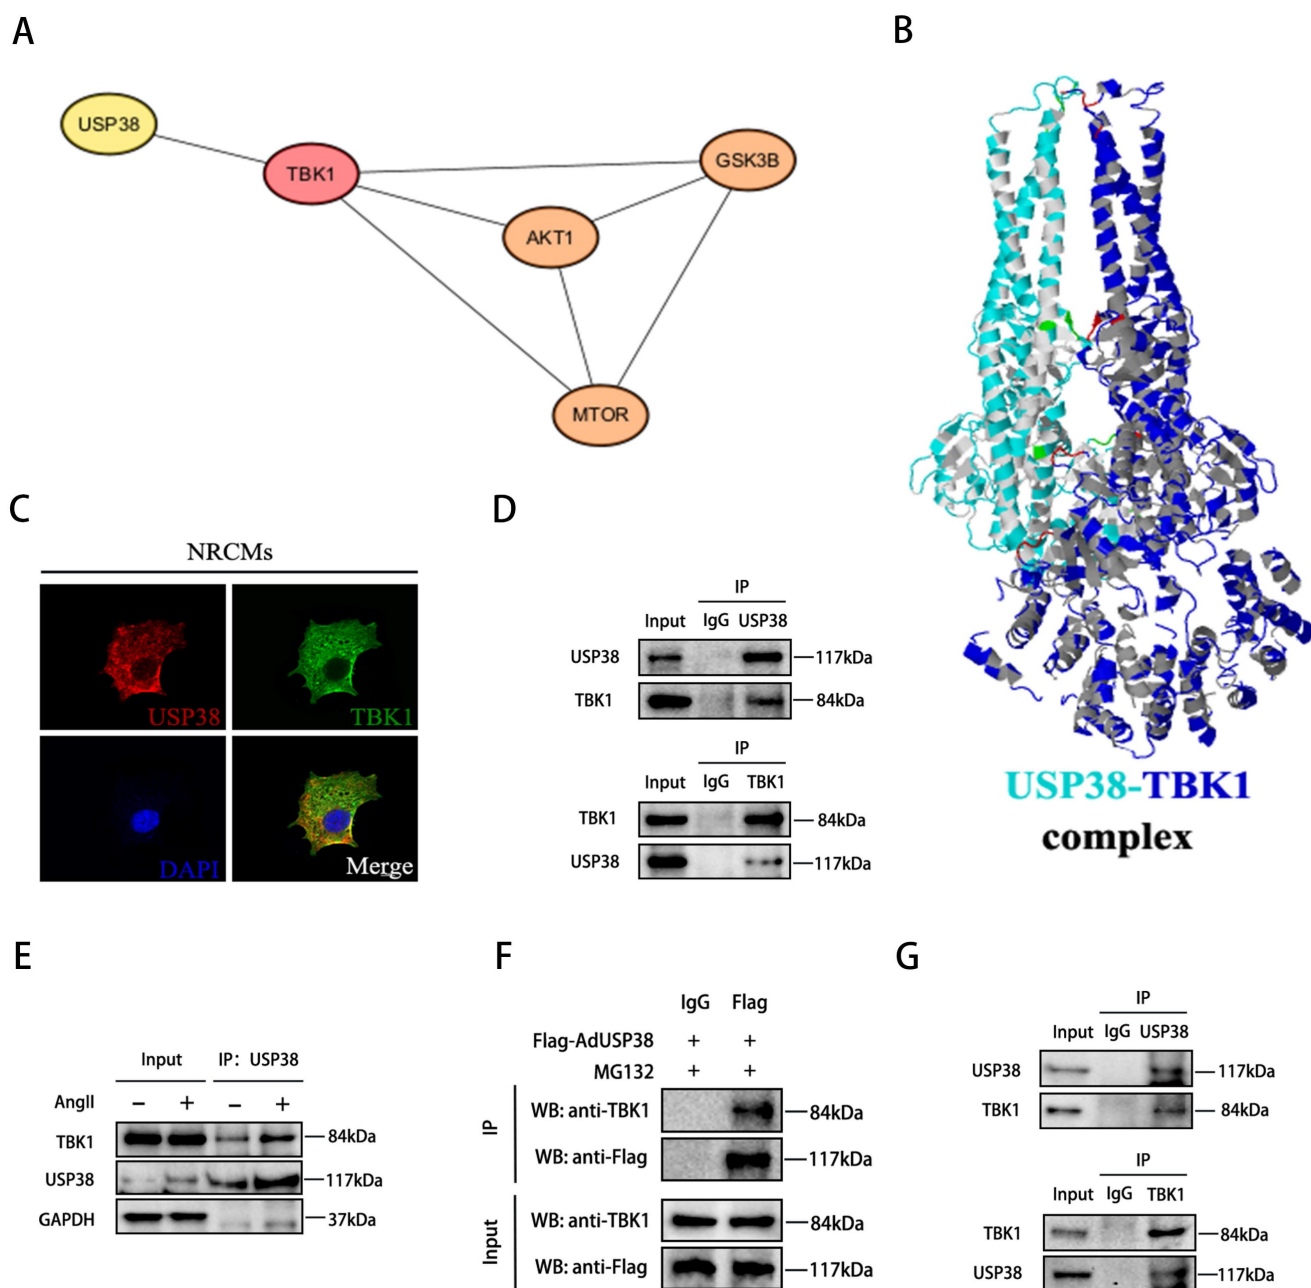 A
B
USP38
TBK1
GSK3B
AKT1
MTOR
USP38-TBK1
complex
C
NRCMs
USP38
TBK1
DAPI
Merge
D
IP
Input IgG USP38
USP38 117kDa
TBK1 84kDa
IP
Input IgG TBK1
TBK1 84kDa
USP38 117kDa
E
Input IP: USP38
AngII − + − +
TBK1 84kDa
USP38 117kDa
GAPDH 37kDa
F
IgG Flag
Flag-AdUSP38 + +
MG132 + +
IP
WB: anti-TBK1 84kDa
WB: anti-Flag 117kDa
Input
WB: anti-TBK1 84kDa
WB: anti-Flag 117kDa
G
IP
Input IgG USP38
USP38 117kDa
TBK1 84kDa
IP
Input IgG TBK1
TBK1 84kDa
USP38 117kDa